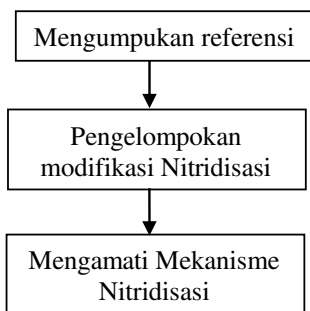 Mengumpukan referensi
Pengelompokan
modifikasi Nitridisasi
Mengamati Mekanisme
Nitridisasi